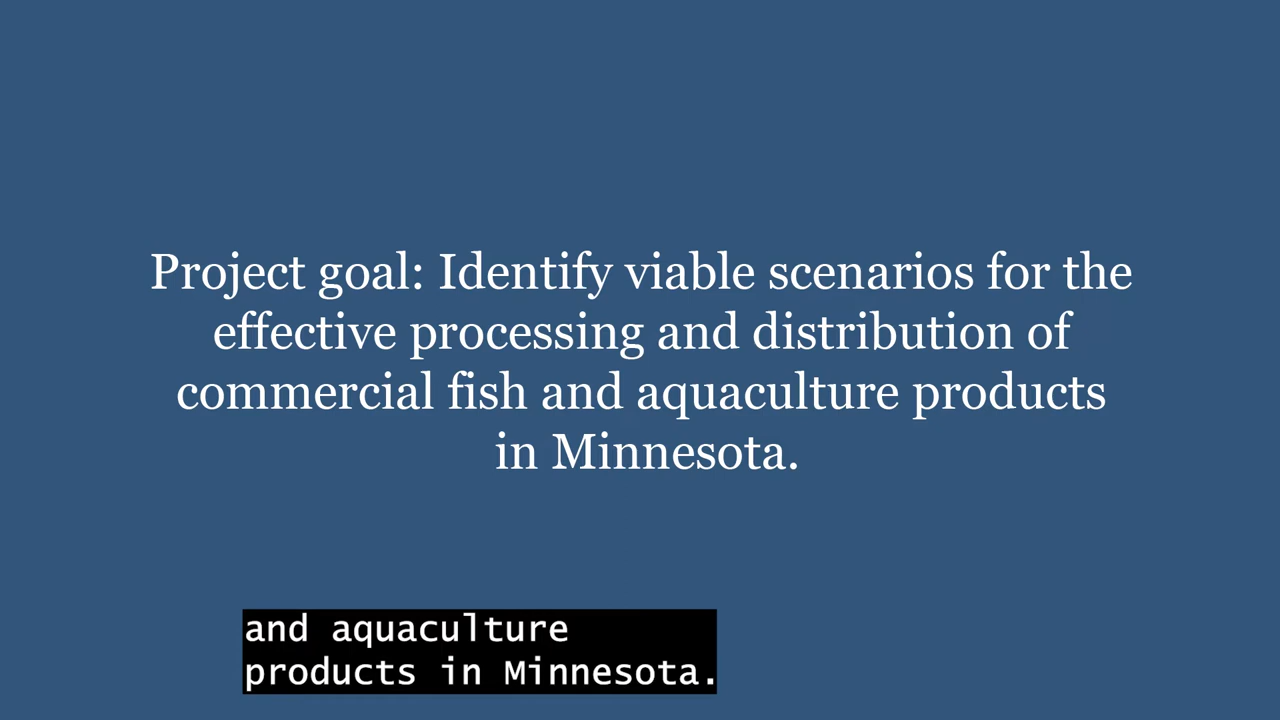 Project goal: Identify viable scenarios for the
effective processing and distribution of
commercial fish and aquaculture products
in Minnesota.
and aquaculture
products in Minnesota.